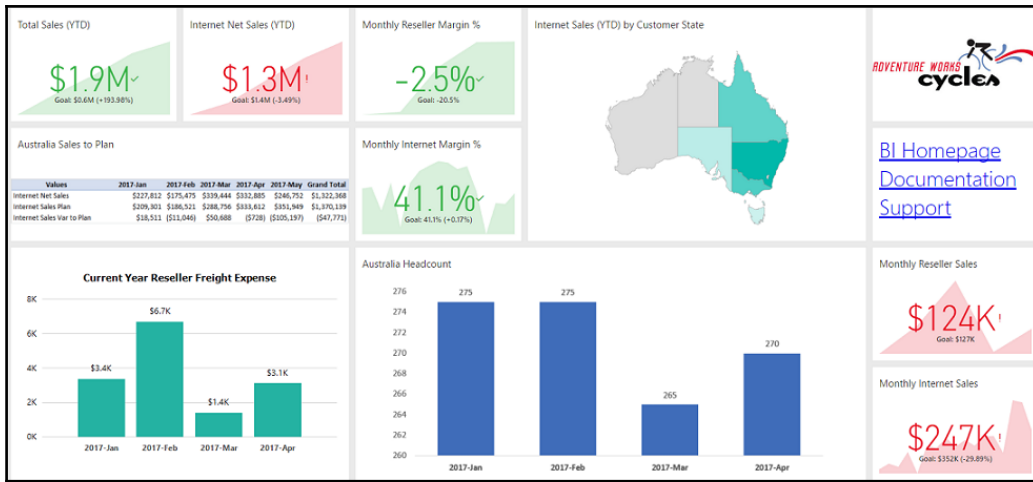 Total Sales (YTD)
$1.9M
Goal: $0.6M (+193.98%)
Internet Net Sales (YTD)
$1.3M!
Goal: $1.4M (-3.49%)
Monthly Reseller Margin %
-2.5%
Goal: -20.5%
Internet Sales (YTD) by Customer State
ADVENTURE WORKS
cycles
Australia Sales to Plan
Values 2017-Jan 2017-Feb 2017-Mar 2017-Apr 2017-May Grand Total
Internet Net Sales $227,812 $175,475 $339,444 $332,885 $246,752 $1,322,368
Internet Sales Plan $209,301 $186,521 $288,756 $333,612 $351,949 $1,370,139
Internet Sales Var to Plan $18,511 ($11,046) $50,688 ($728) ($105,197) ($47,771)
Monthly Internet Margin %
41.1%
Goal: 41.1% (+0.17%)
BI Homepage
Documentation
Support
Current Year Reseller Freight Expense
8K
6K
4K
2K
0K
$3.4K
$6.7K
$1.4K
$3.1K
2017-Jan 2017-Feb 2017-Mar 2017-Apr
Australia Headcount
276
274
272
270
268
266
264
262
260
275
275
265
270
2017-Jan 2017-Feb 2017-Mar 2017-Apr
Monthly Reseller Sales
$124K!
Goal: $127K
Monthly Internet Sales
$247K!
Goal: $352K (-29.89%)